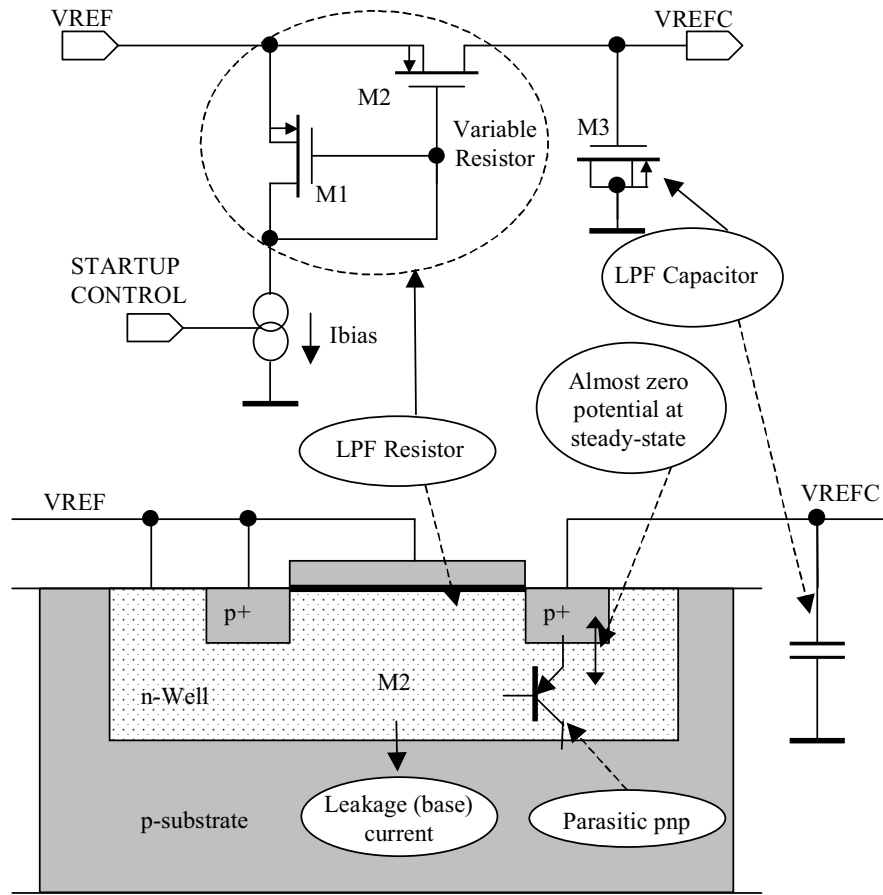 VREF
VREFC
M2
Variable
Resistor
M3
M1
STARTUP
CONTROL
Ibias
LPF Capacitor
Almost zero
potential at
steady-state
LPF Resistor
VREF
VREFC
p+
p+
M2
n-Well
Leakage (base)
current
Parasitic pnp
p-substrate